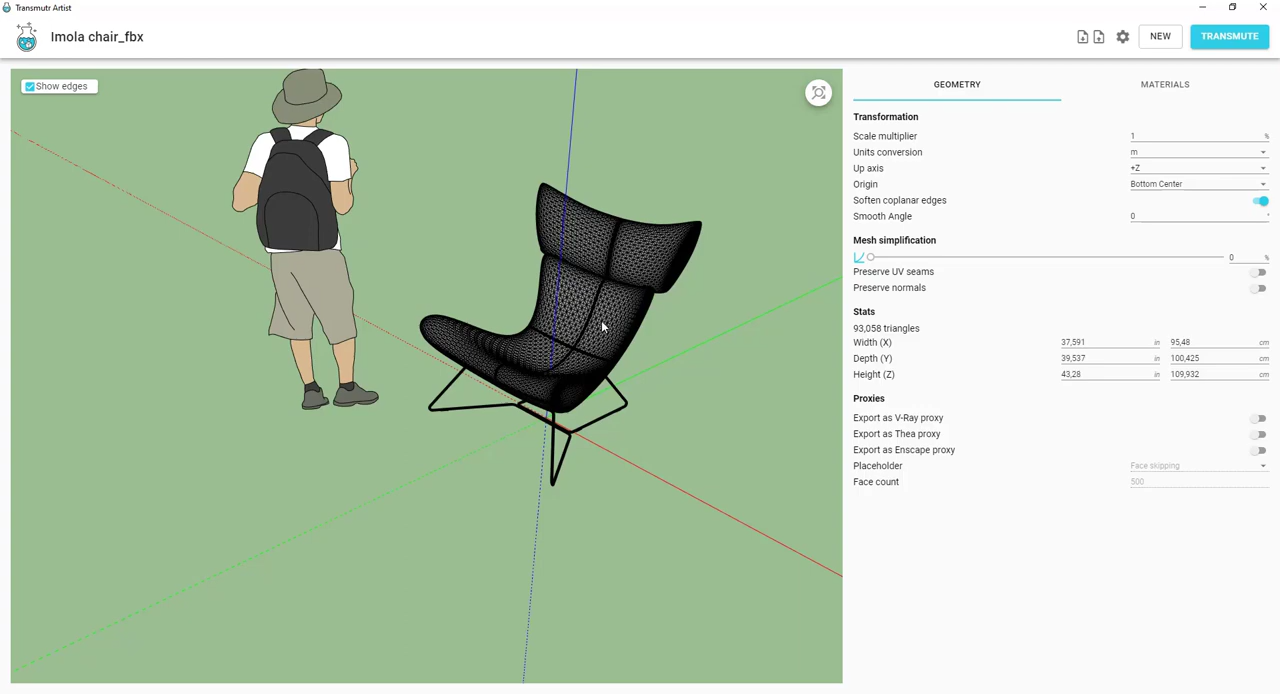 Transmutr Artist
Imola chair_fbx
NEW
TRANSMUTE
Show edges
GEOMETRY
MATERIALS
Transformation
Scale multiplier 1 %
Units conversion m
Up axis +Z
Origin Bottom Center
Soften coplanar edges
Smooth Angle 0 °
Mesh simplification
0 %
Preserve UV seams
Preserve normals
Stats
93,058 triangles
Width (X) 37,591 in 95,48 cm
Depth (Y) 39,537 in 100,425 cm
Height (Z) 43,28 in 109,932 cm
Proxies
Export as V-Ray proxy
Export as Thea proxy
Export as Enscape proxy
Placeholder Face skipping
Face count 500